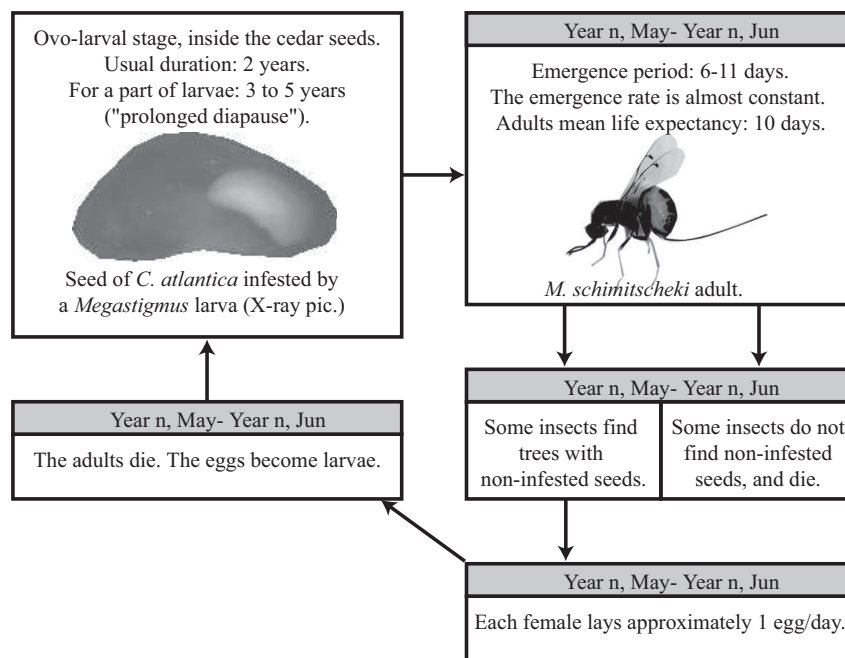 Ovo-larval stage, inside the cedar seeds.
Usual duration: 2 years.
For a part of larvae: 3 to 5 years
("prolonged diapause").
Seed of C. atlantica infested by
a Megastigmus larva (X-ray pic.)
Year n, May- Year n, Jun
Emergence period: 6-11 days.
The emergence rate is almost constant.
Adults mean life expectancy: 10 days.
M. schimitscheki adult.
Year n, May- Year n, Jun
Some insects find
trees with
non-infested seeds.
Some insects do not
find non-infested
seeds, and die.
Year n, May- Year n, Jun
Each female lays approximately 1 egg/day.
Year n, May- Year n, Jun
The adults die. The eggs become larvae.